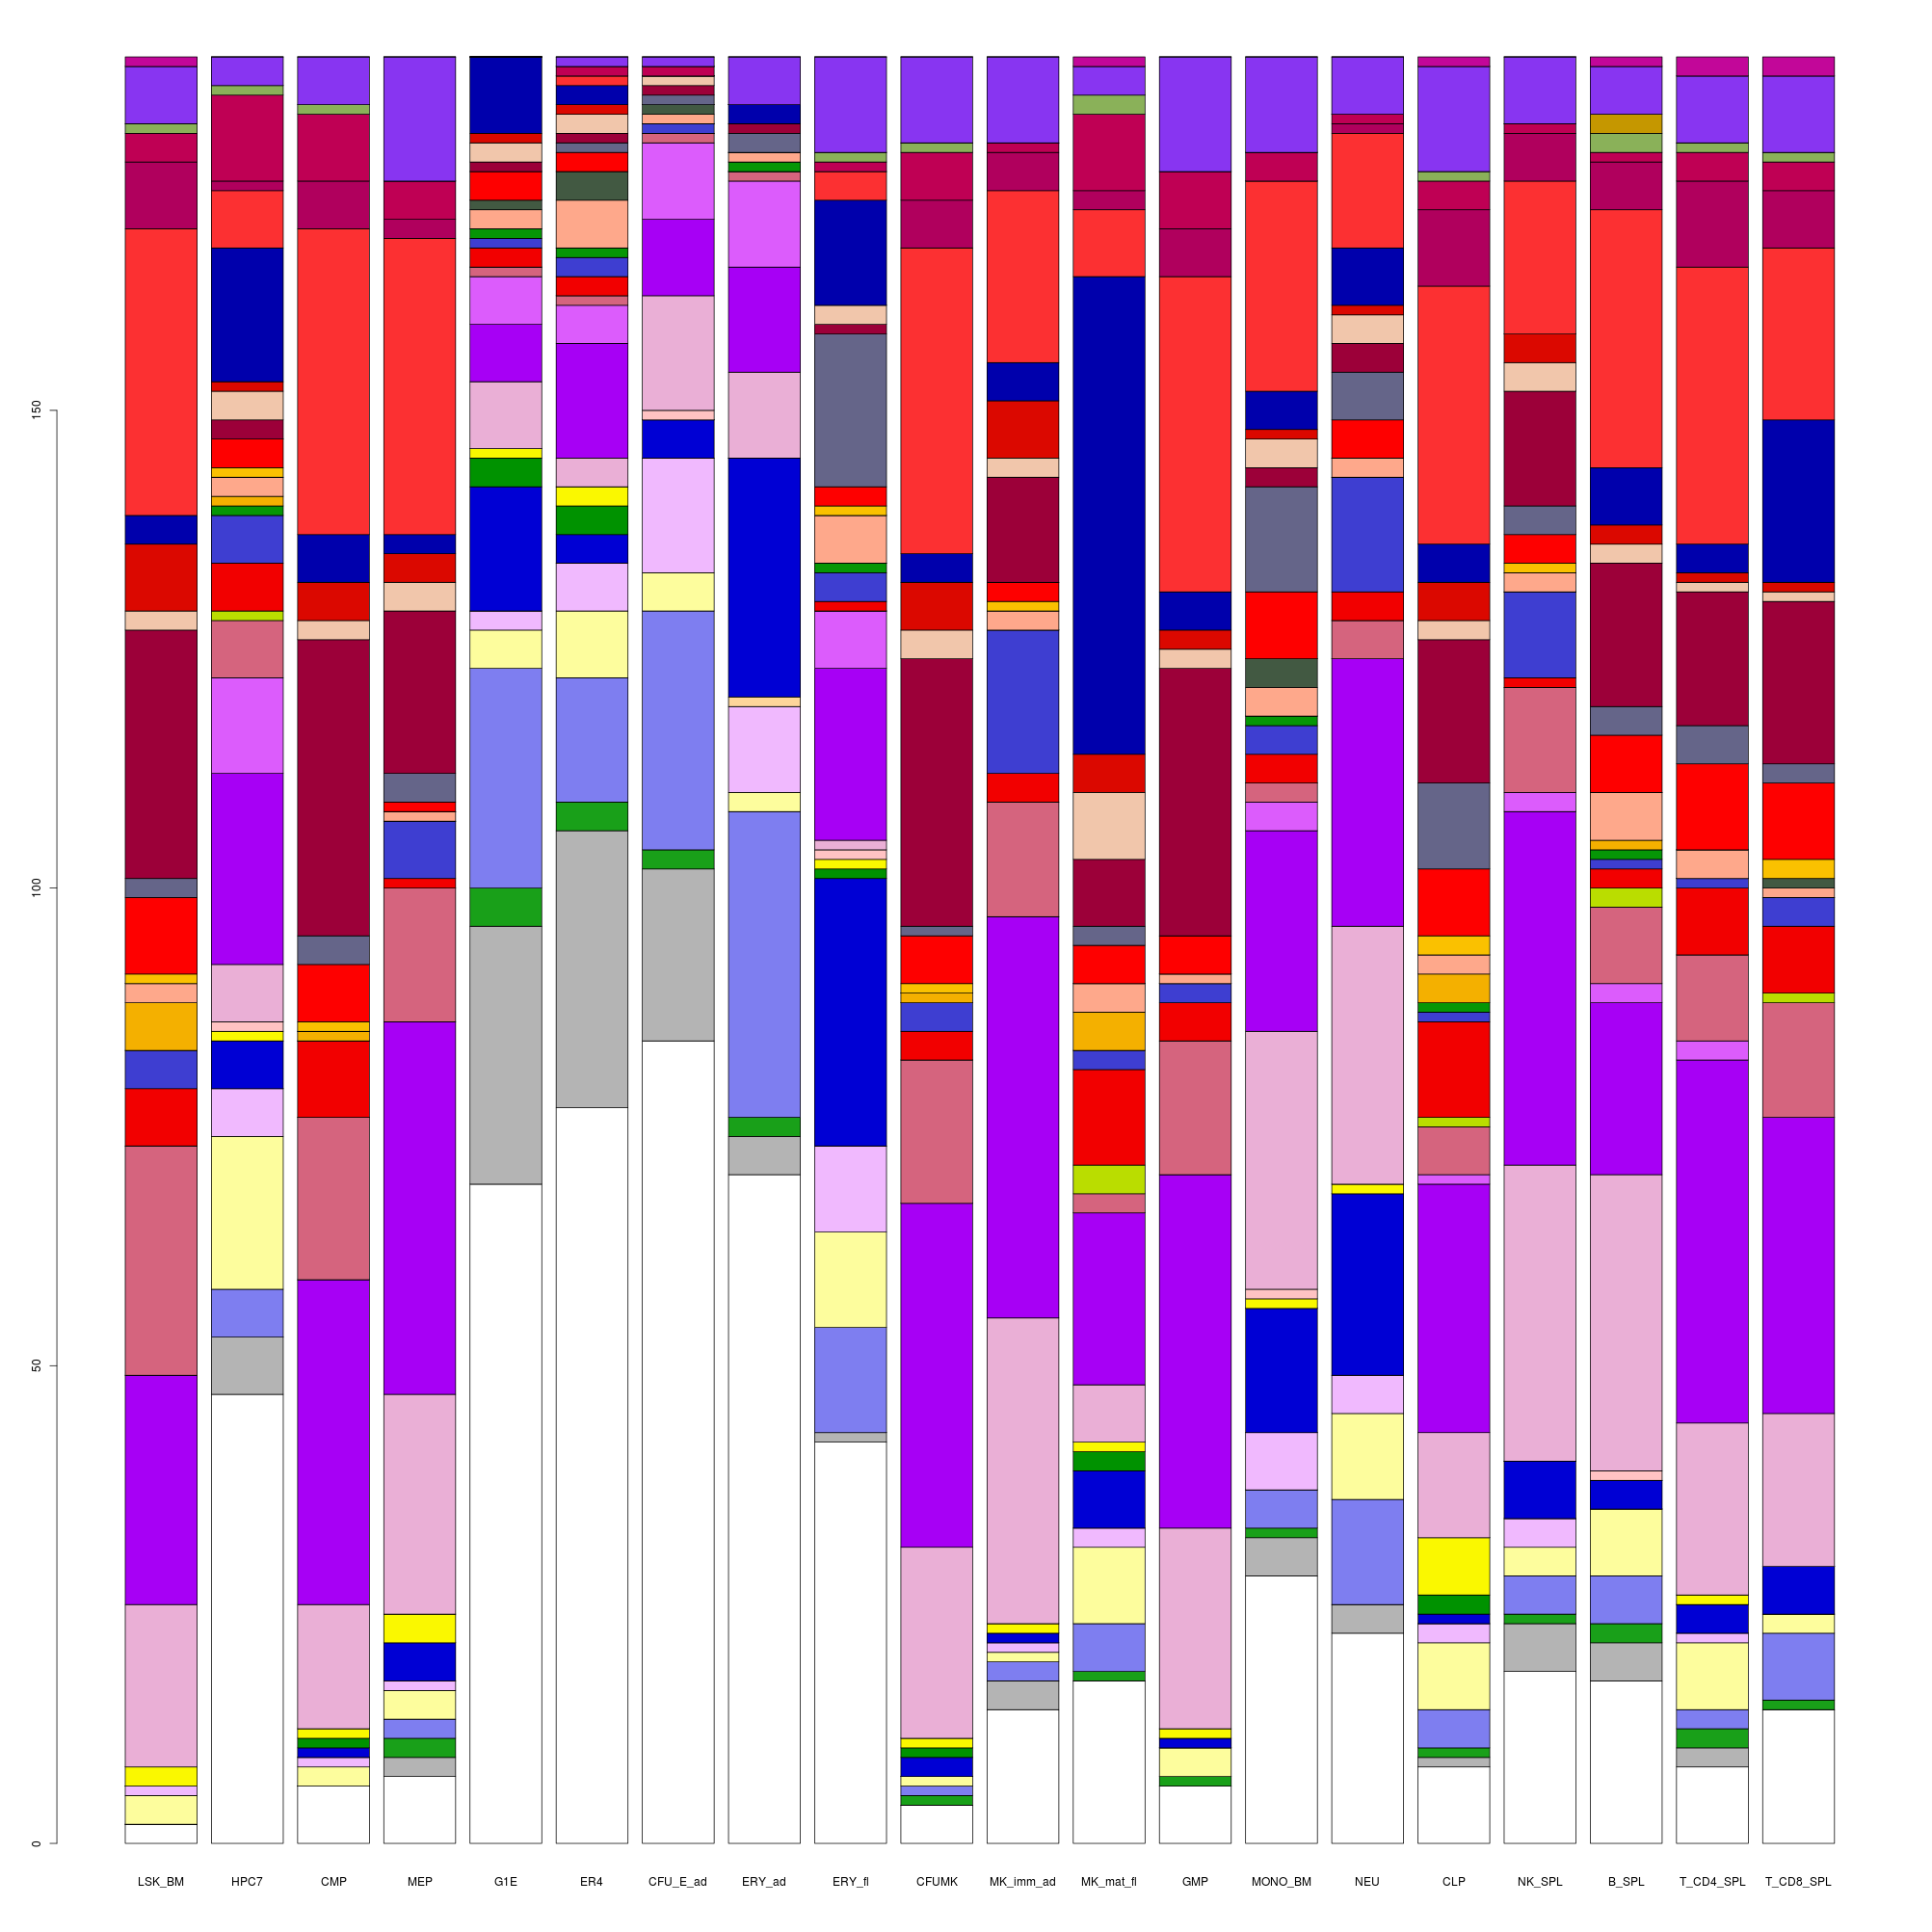 150
100
50
0
LSK_BM HPC7 CMP MEP G1E ER4 CFU_E_ad ERY_ad ERY_fl CFUMK MK_imm_ad MK_mat_fl GMP MONO_BM NEU CLP NK_SPL B_SPL T_CD4_SPL T_CD8_SPL